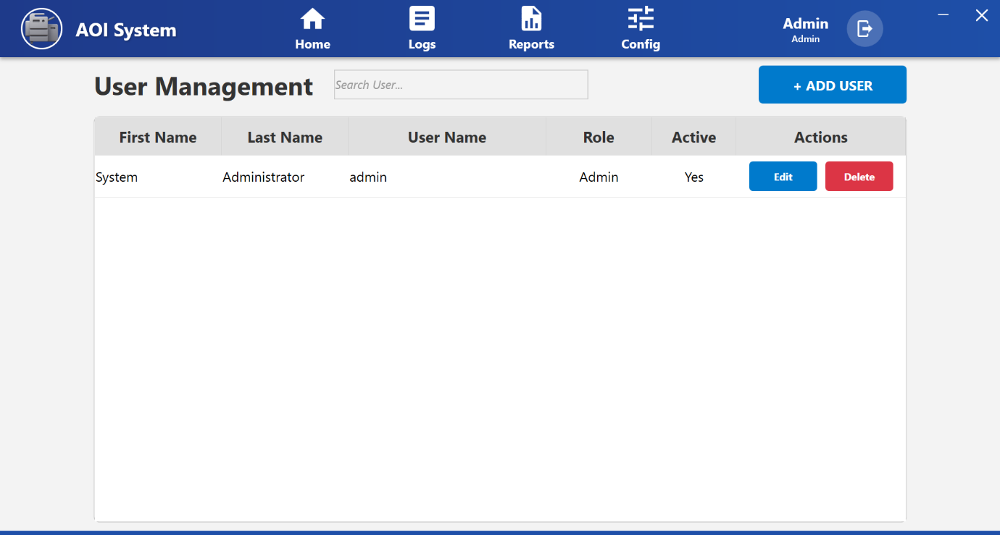 AOI System
Home
Logs
Reports
Config
Admin
Admin
User Management
Search User...
+ ADD USER
First Name Last Name User Name Role Active Actions
System Administrator admin Admin Yes Edit Delete